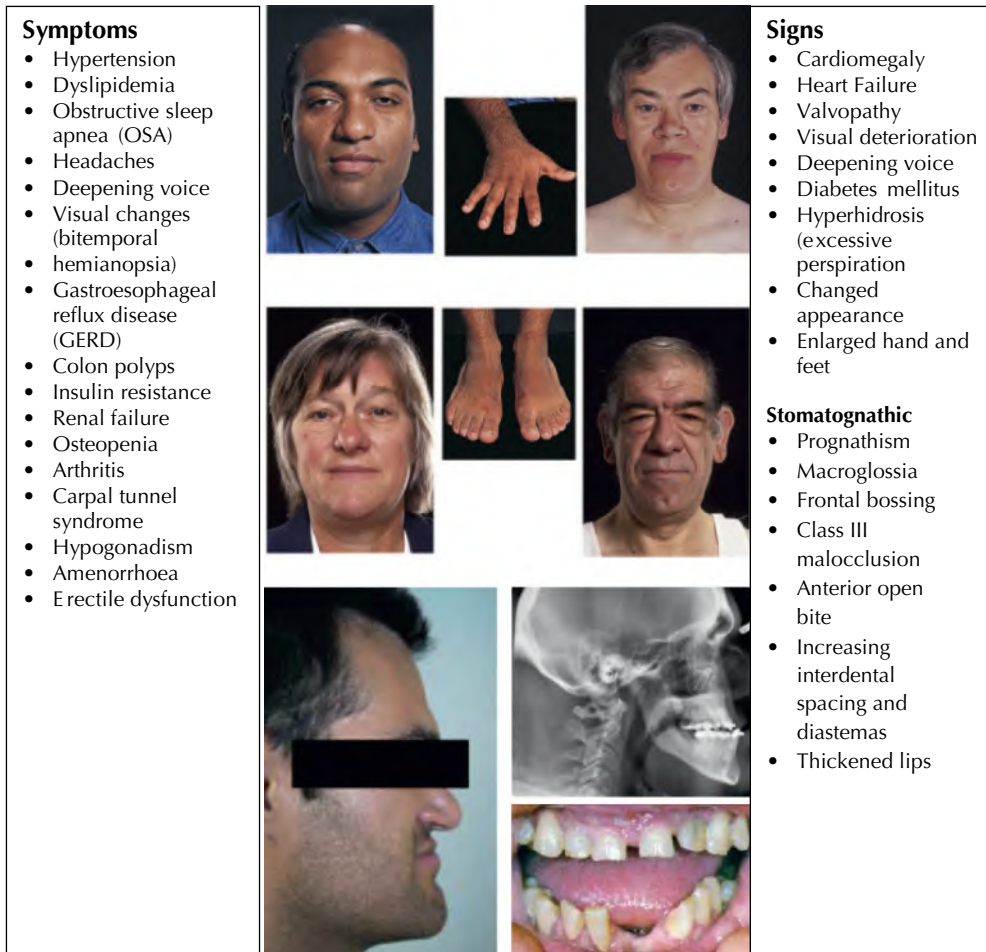 Symptoms
• Hypertension
• Dyslipidemia
• Obstructive sleep
apnea (OSA)
• Headaches
• Deepening voice
• Visual changes
(bitemporal
• hemianopsia)
• Gastroesophageal
reflux disease
(GERD)
• Colon polyps
• Insulin resistance
• Renal failure
• Osteopenia
• Arthritis
• Carpal tunnel
syndrome
• Hypogonadism
• Amenorrhoea
• Erectile dysfunction
Signs
• Cardiomegaly
• Heart Failure
• Valvopathy
• Visual deterioration
• Deepening voice
• Diabetes mellitus
• Hyperhidrosis
(excessive
perspiration
• Changed
appearance
• Enlarged hand and
feet
Stomatognathic
• Prognathism
• Macroglossia
• Frontal bossing
• Class III
malocclusion
• Anterior open
bite
• Increasing
interdental
spacing and
diastemas
• Thickened lips